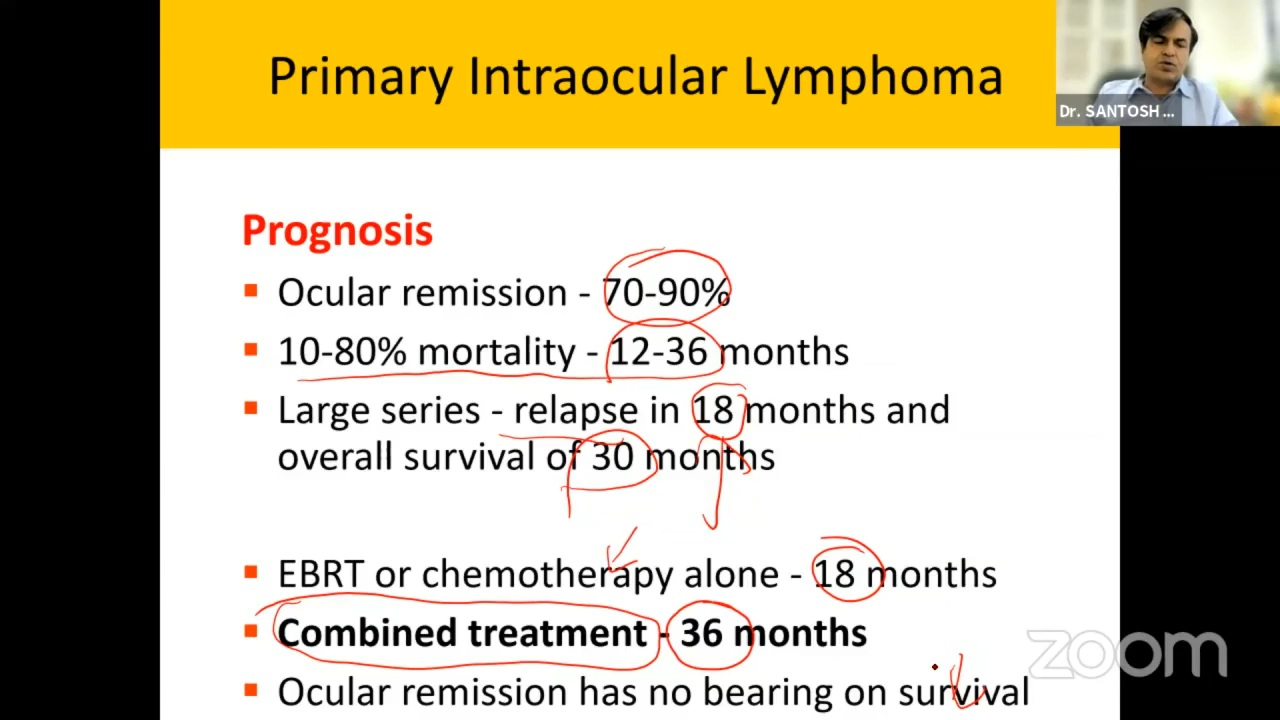 Primary Intraocular Lymphoma
Dr. SANTOSH ...
Prognosis
▪ Ocular remission - 70-90%
▪ 10-80% mortality - 12-36 months
▪ Large series - relapse in 18 months and
overall survival of 30 months
▪ EBRT or chemotherapy alone - 18 months
▪ Combined treatment - 36 months
▪ Ocular remission has no bearing on survival
zoom